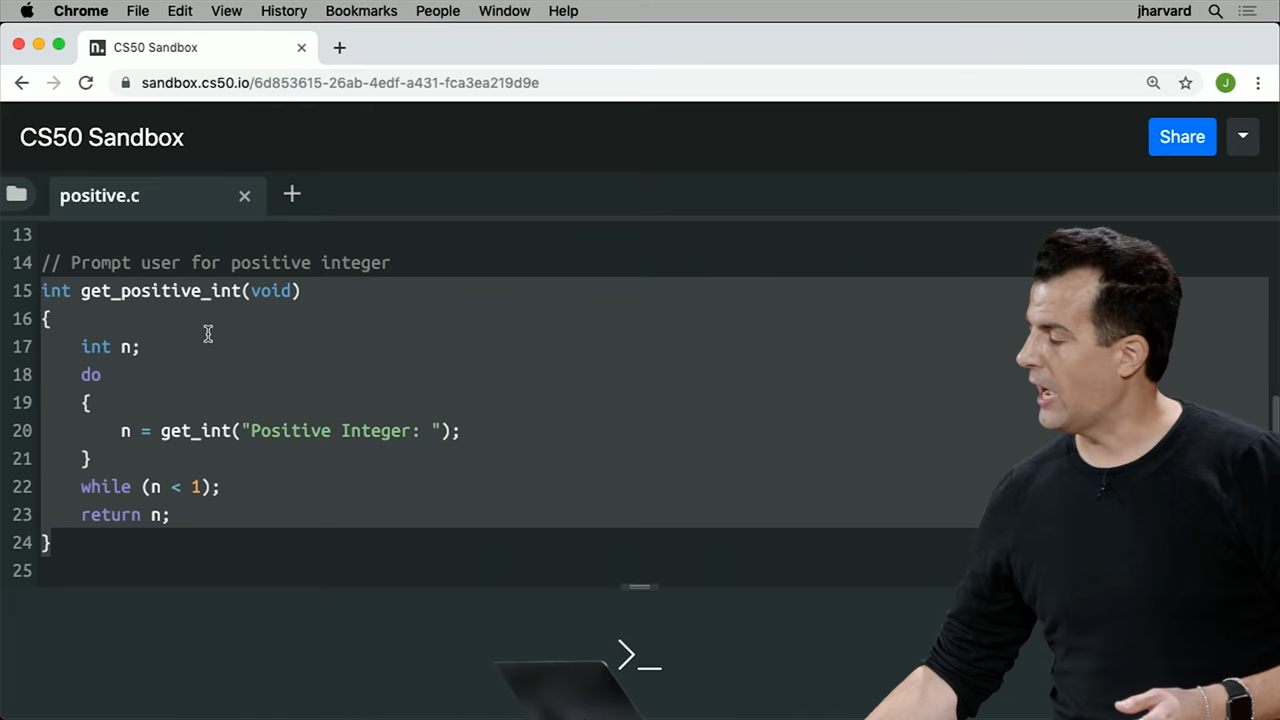 Chrome File Edit View History Bookmarks People Window Help jharvard
n. CS50 Sandbox
sandbox.cs50.io/6d853615-26ab-4edf-a431-fca3ea219d9e J
CS50 Sandbox Share
positive.c
13
14 // Prompt user for positive integer
15 int get_positive_int(void)
16 {
17 int n;
18 do
19 {
20 n = get_int("Positive Integer: ");
21 }
22 while (n < 1);
23 return n;
24 }
25
>_